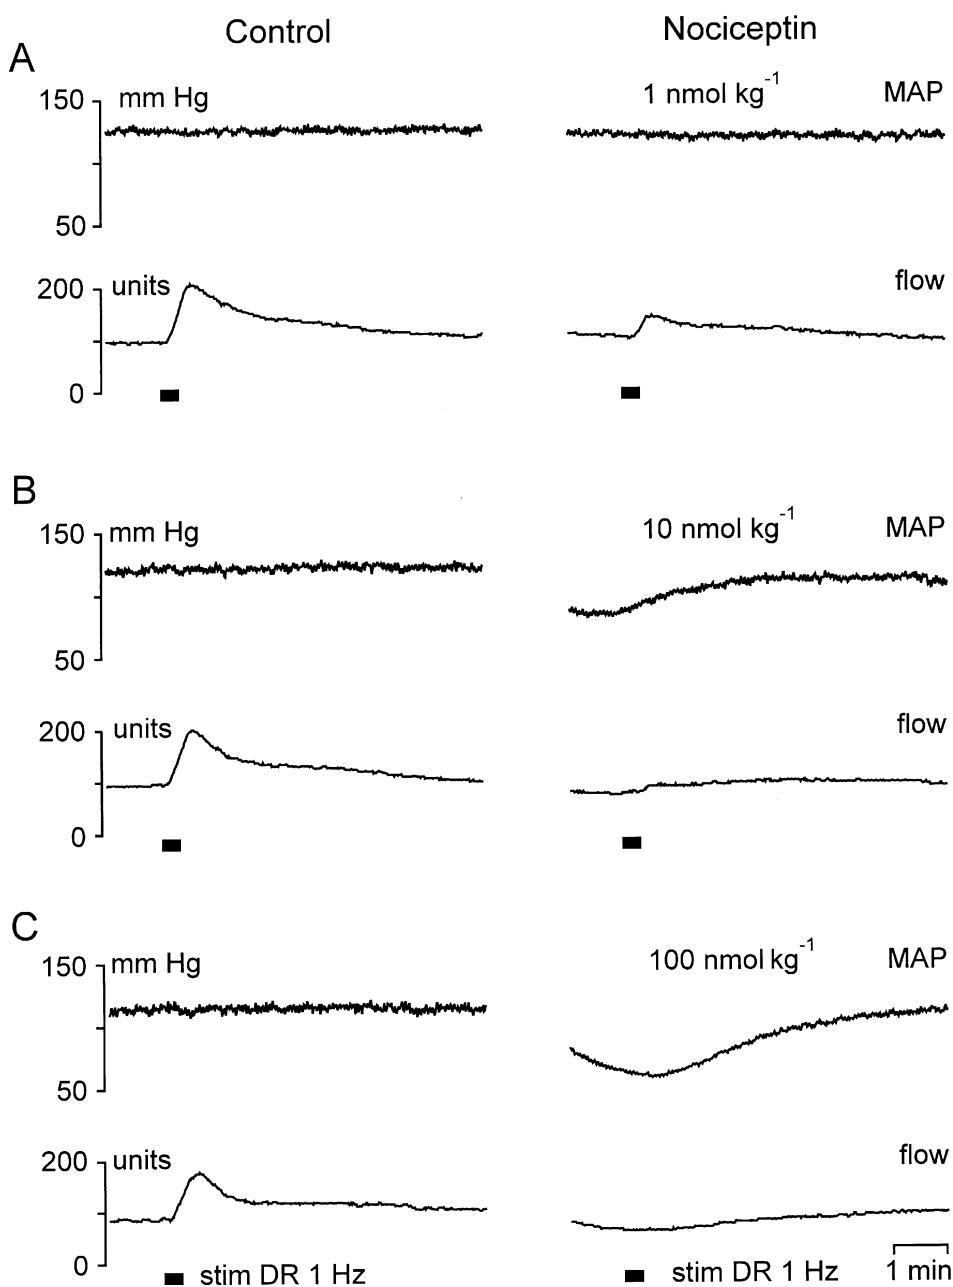 Control Nociceptin
A
150 mm Hg 1 nmol kg⁻¹ MAP
50
200 units flow
0
B
150 mm Hg 10 nmol kg⁻¹ MAP
50
200 units flow
0
C
150 mm Hg 100 nmol kg⁻¹ MAP
50
200 units flow
0
stim DR 1 Hz stim DR 1 Hz 1 min